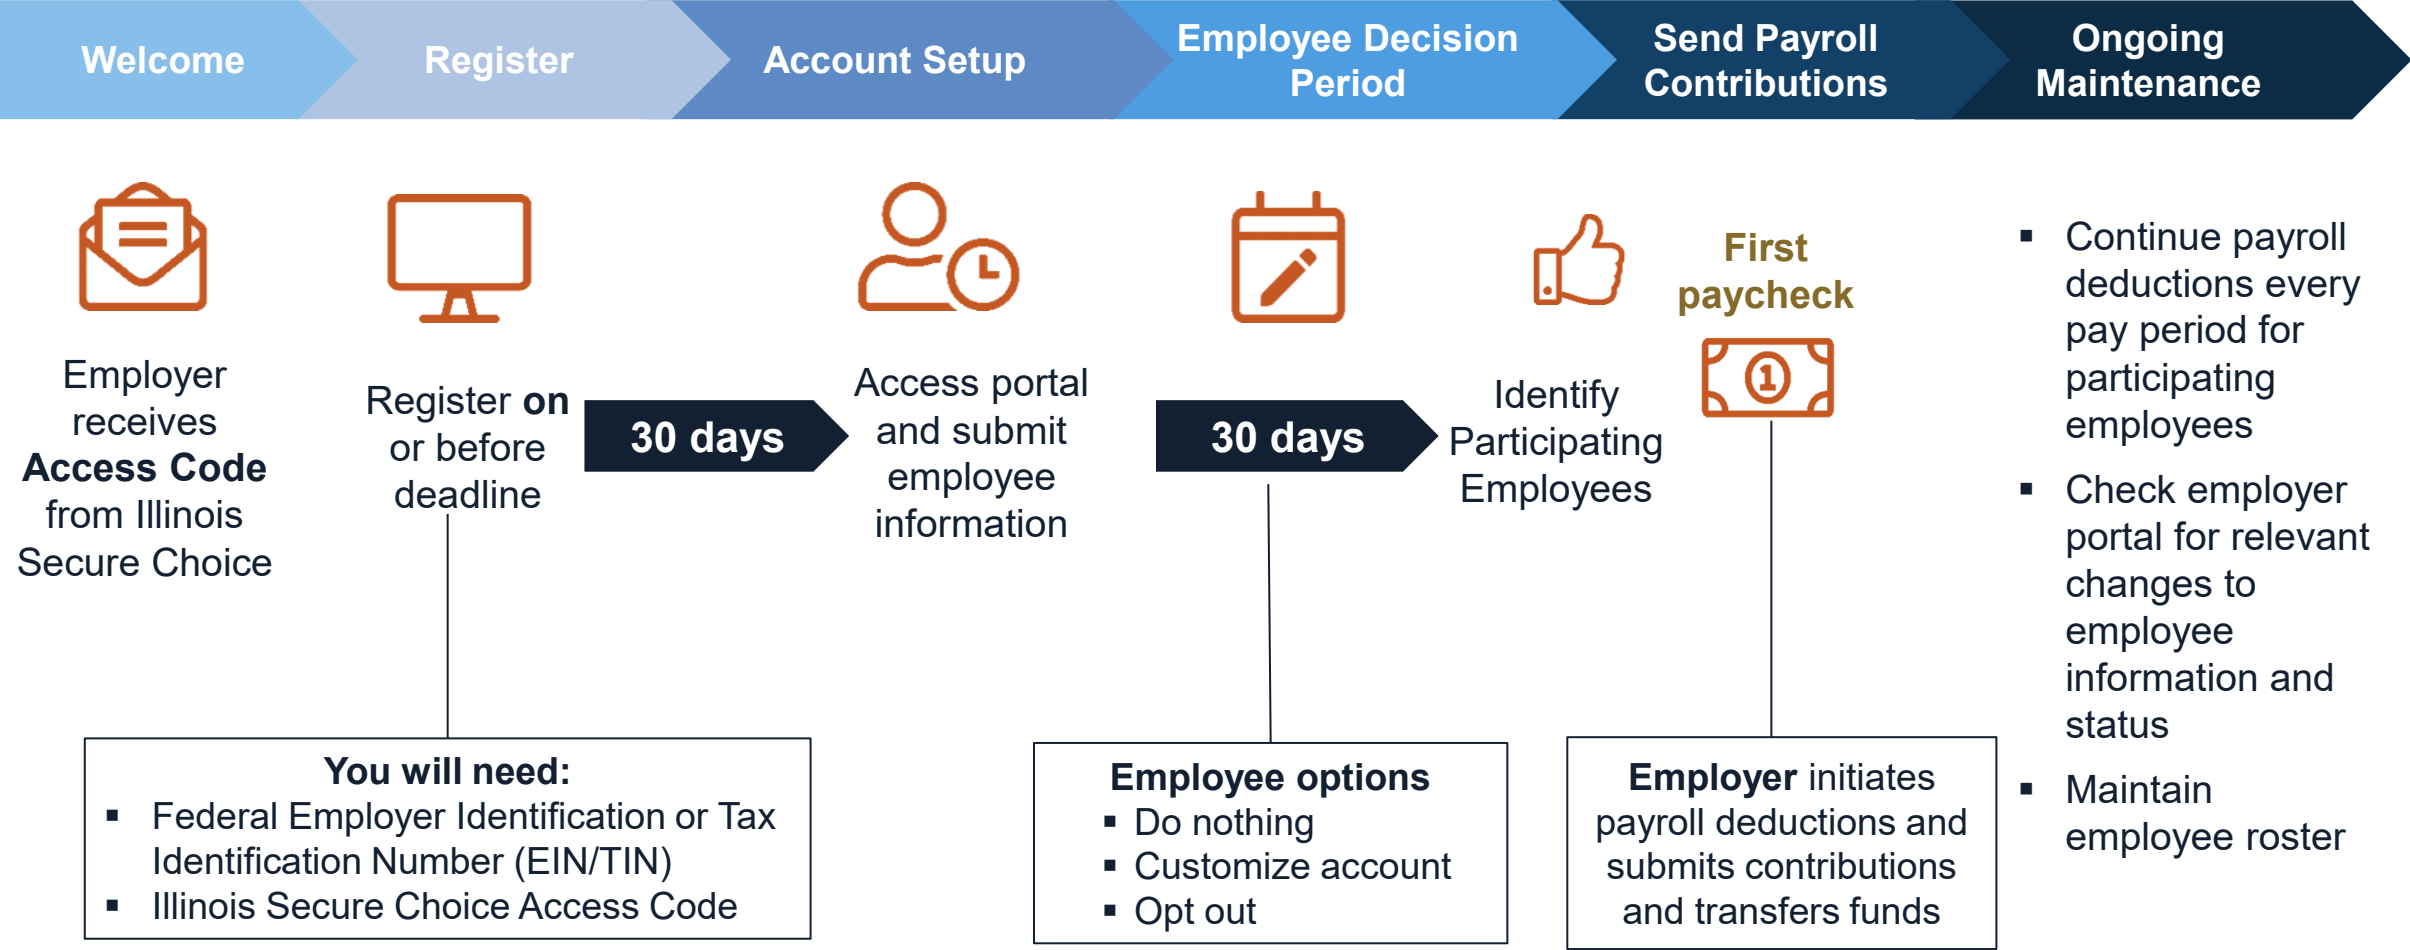 Welcome
Register
Account Setup
Employee Decision
Period
Send Payroll
Contributions
Ongoing
Maintenance
Employer
receives
Access Code
from Illinois
Secure Choice
Register on
or before
deadline
30 days
Access portal
and submit
employee
information
30 days
Identify
Participating
Employees
First
paycheck
1
▪ Continue payroll
deductions every
pay period for
participating
employees
▪ Check employer
portal for relevant
changes to
employee
information and
status
▪ Maintain
employee roster
You will need:
▪ Federal Employer Identification or Tax
Identification Number (EIN/TIN)
▪ Illinois Secure Choice Access Code
Employee options
▪ Do nothing
▪ Customize account
▪ Opt out
Employer initiates
payroll deductions and
submits contributions
and transfers funds